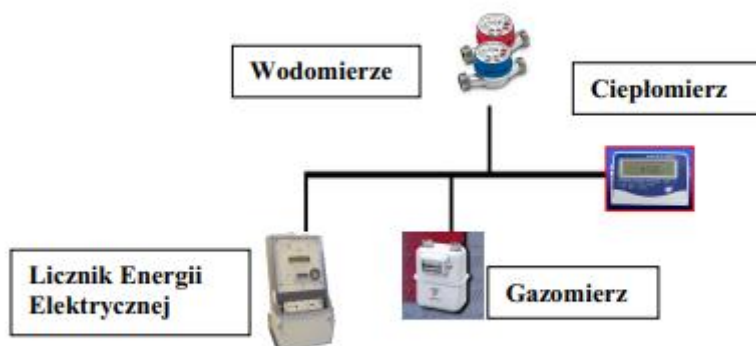 Wodomierze
Ciepłomierz
Licznik Energii
Elektrycznej
Gazomierz